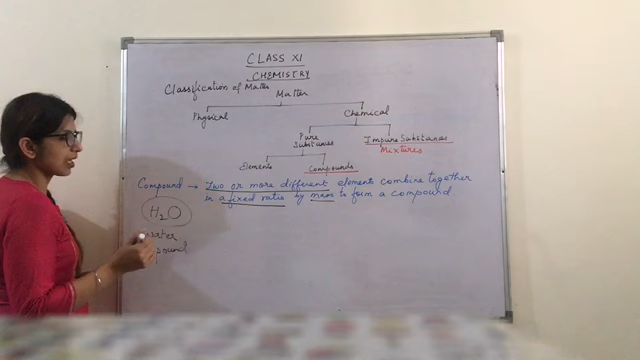 CLASS XI
CHEMISTRY
Classification of Matter
Matter
Physical Chemical
Pure Substances Impure Substances
Mixtures
Elements Compounds
Compound → Two or more different elements combine together
in a fixed ratio by mass to form a compound.
H₂O